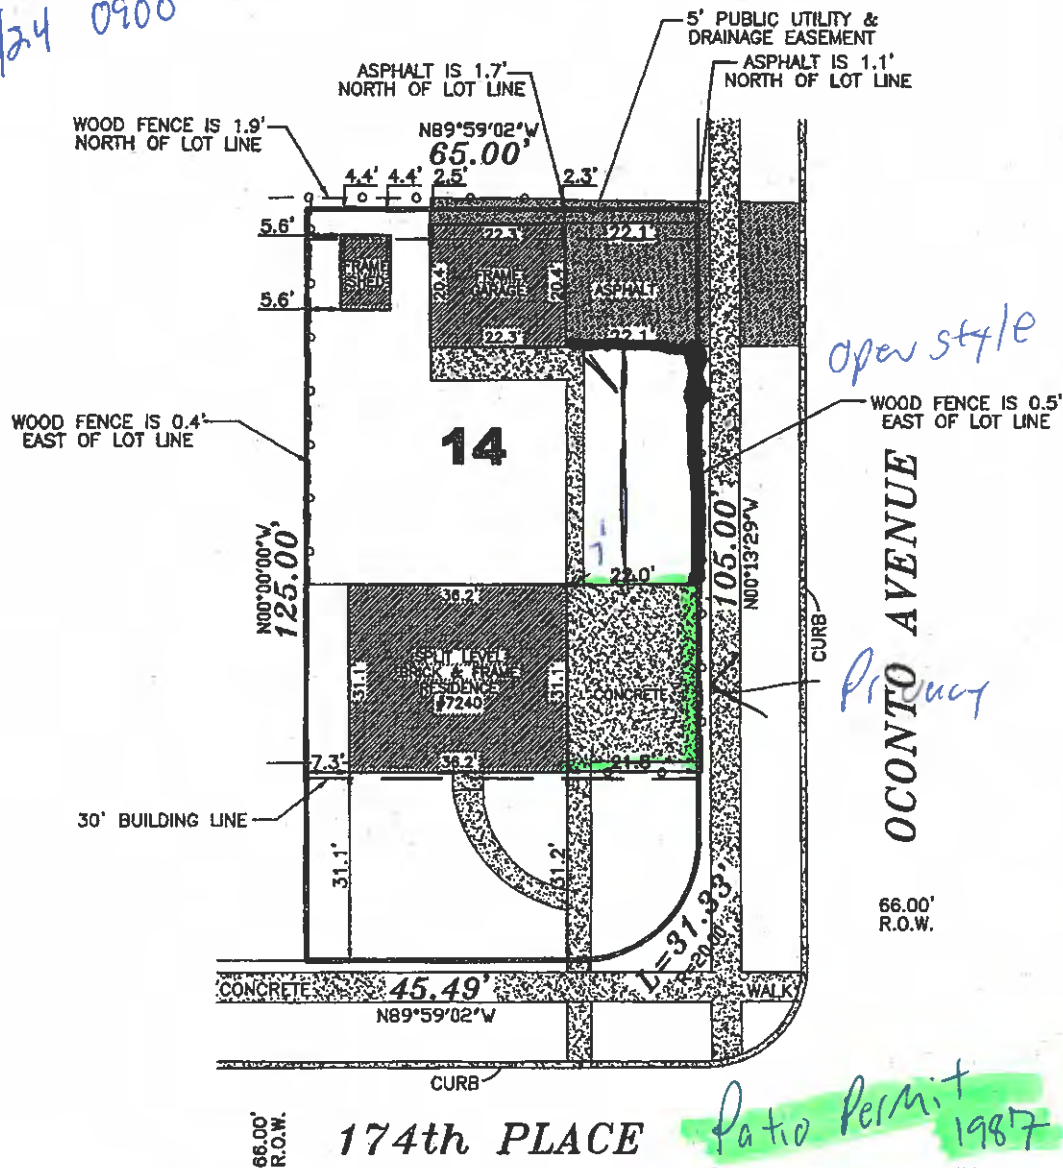 /24 0900
5' PUBLIC UTILITY &
DRAINAGE EASEMENT
ASPHALT IS 1.7'
NORTH OF LOT LINE
ASPHALT IS 1.1'
NORTH OF LOT LINE
WOOD FENCE IS 1.9'
NORTH OF LOT LINE
N89°59'02"W
65.00'
4.4' 4.4' 2.5' 2.3'
5.6'
22.3' 22.1'
FRAME
SHED
20.4'
FRAME
GARAGE
20.4'
ASPHALT
5.6'
22.3' 22.1'
open style
WOOD FENCE IS 0.4'
EAST OF LOT LINE
WOOD FENCE IS 0.5'
EAST OF LOT LINE
14
N00°00'00"W
125.00'
7'
22.0'
105.00'
N00°13'29"W
OCONTO AVENUE
CURB
36.2'
31.1'
SPLIT LEVEL
BRICK & FRAME
RESIDENCE
#7240
31.1'
CONCRETE
Privacy
7.3' 36.2' 21.8'
30' BUILDING LINE
31.1'
31.2'
L=31.33'
R=20.00'
66.00'
R.O.W.
CONCRETE 45.49' WALK
N89°59'02"W
CURB
66.00'
R.O.W.
174th PLACE
Patio Permit
1987